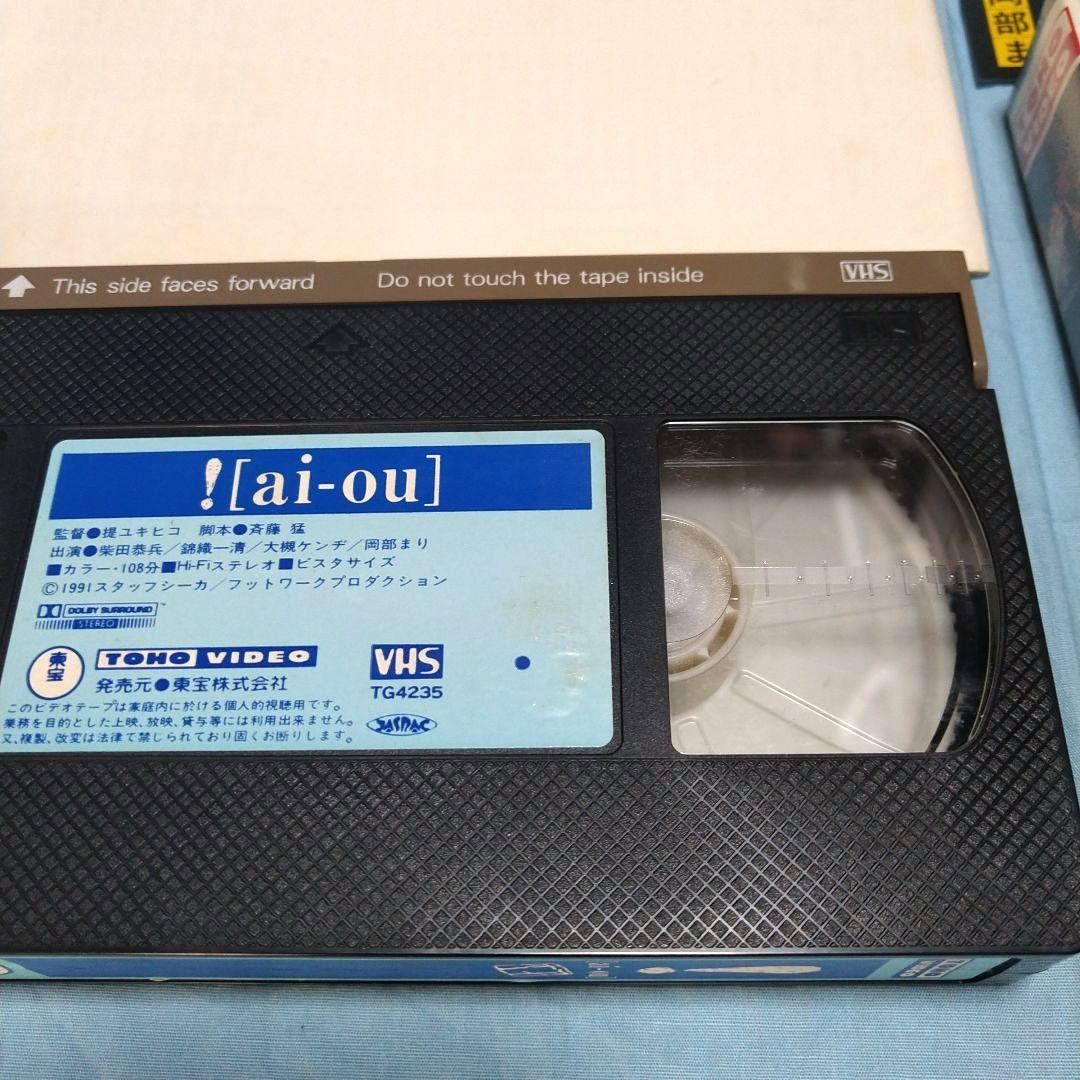 岡部ま
This side faces forward Do not touch the tape inside VHS
VHS
![ai-ou]
監督●提ユキヒコ 脚本●斉藤 猛
出演●柴田恭兵／錦織一清／大槻ケンヂ／岡部まり
■カラー・108分■Hi-Fiステレオ■ビスタサイズ
©1991スタッフシーカ／フットワークプロダクション
DOLBY SURROUND™
STEREO
東宝
TOHO VIDEO
発売元●東宝株式会社
VHS
TG4235
このビデオテープは家庭内に於ける個人的視聴用です。
業務を目的とした上映、放映、貸与等には利用出来ません。
又、複製、改変は法律で禁じられており固くお断りします。
JASRAC
[ai-ou]!